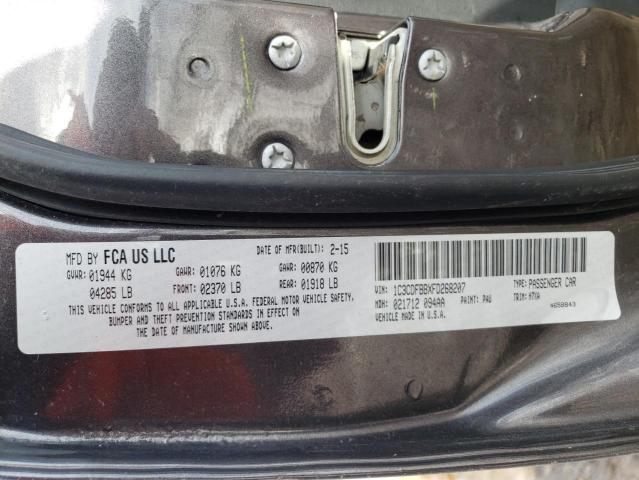 MFD BY FCA US LLC DATE OF MFR(BUILT): 2-15
GVWR: 01944 KG GAWR: 01076 KG GAWR: 00870 KG
04285 LB FRONT: 02370 LB REAR: 01918 LB
THIS VEHICLE CONFORMS TO ALL APPLICABLE U.S.A. FEDERAL MOTOR VEHICLE SAFETY,
BUMPER AND THEFT PREVENTION STANDARDS IN EFFECT ON
THE DATE OF MANUFACTURE SHOWN ABOVE.
VIN: 1C3CDFBBXFD268207 TYPE: PASSENGER CAR
MDH: 021712 094AA PAINT: PAU TRIM: H7XA
VEHICLE MADE IN U.S.A. 4658843